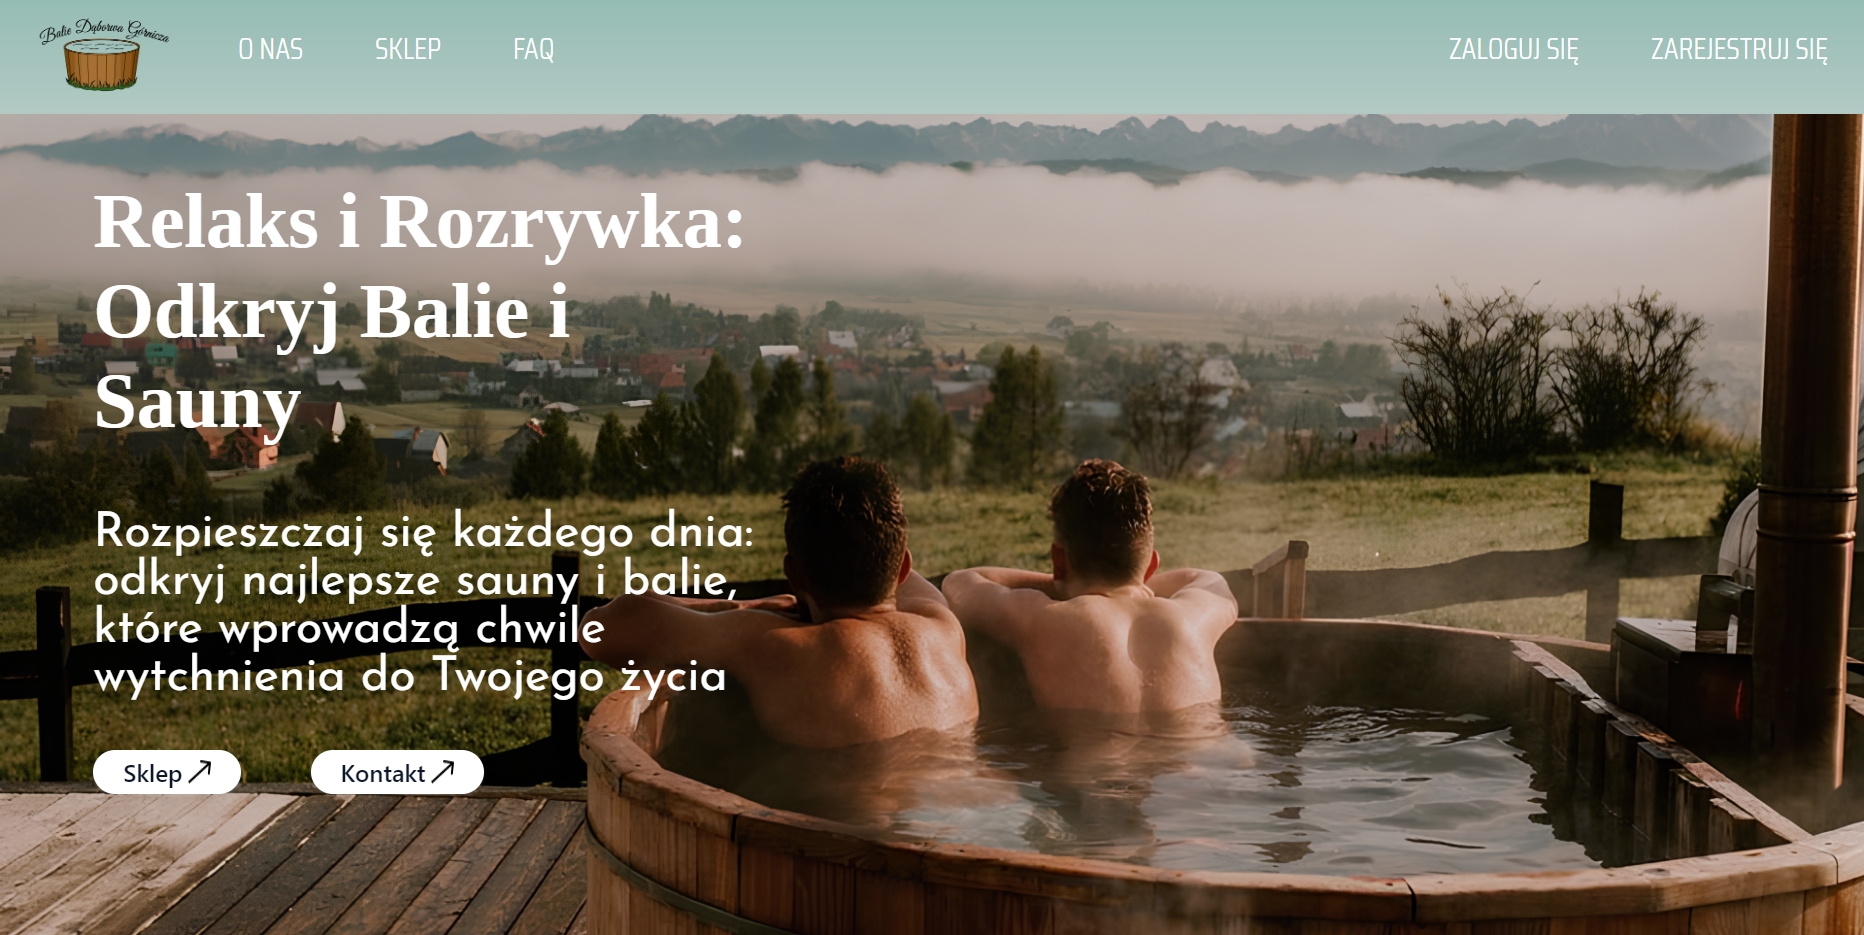 Balie Dąbrowa Górnicza
O NAS
SKLEP
FAQ
ZALOGUJ SIĘ
ZAREJESTRUJ SIĘ
Relaks i Rozrywka:
Odkryj Balie i
Sauny
Rozpieszczaj się każdego dnia:
odkryj najlepsze sauny i balie,
które wprowadzą chwile
wytchnienia do Twojego życia
Sklep
Kontakt